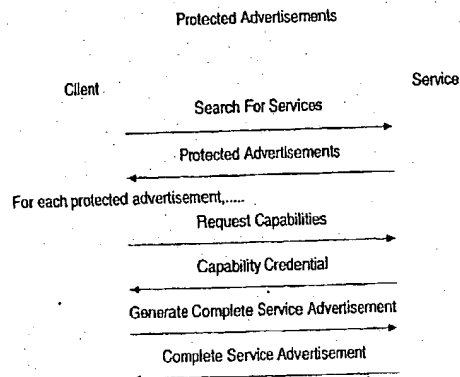 Protected Advertisements
Client
Service
Search For Services
Protected Advertisements
For each protected advertisement,.....
Request Capabilities
Capability Credential
Generate Complete Service Advertisement
Complete Service Advertisement